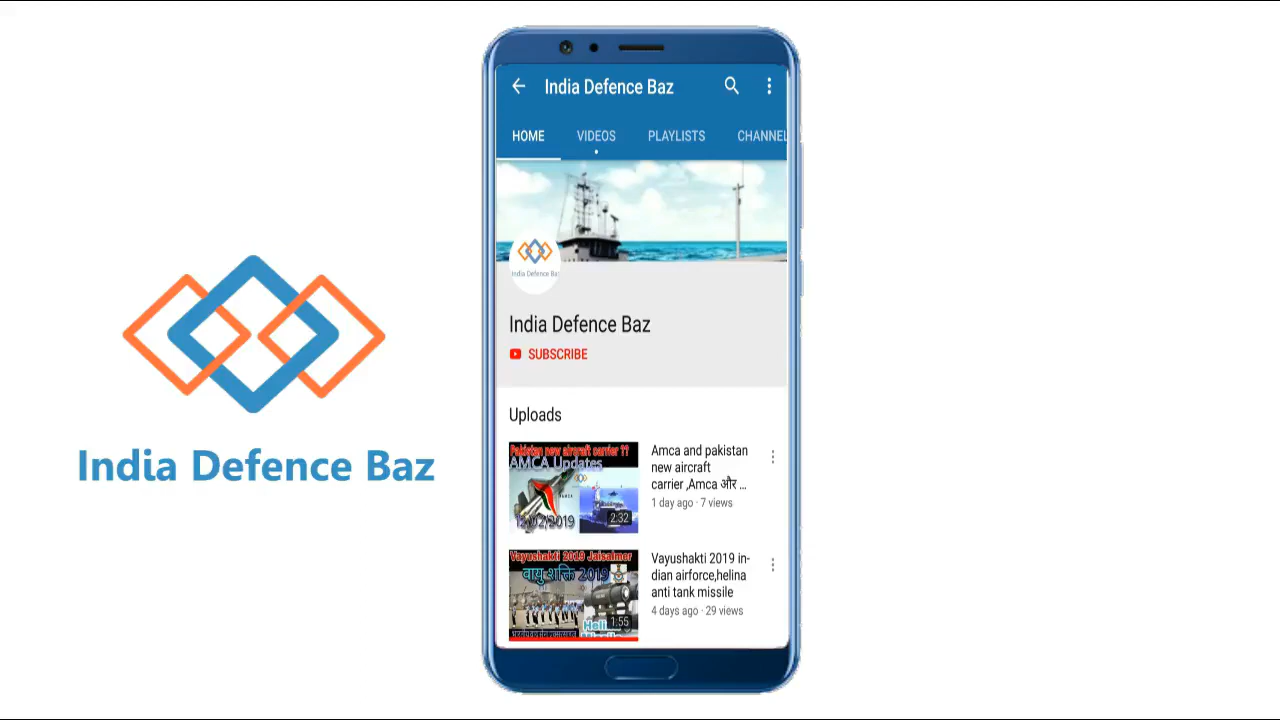 India Defence Baz
HOME VIDEOS PLAYLISTS CHANNEL
India Defence Baz
India Defence Baz
SUBSCRIBE
India Defence Baz
Uploads
Pakistan new aircraft carrier ??
AMCA Updates
12/02/2019
2:32
Amca and pakistan
new aircraft
carrier ,Amca और ...
1 day ago · 7 views
Vayushakti 2019 Jaisalmer
वायु शक्ति 2019
1:55
Vayushakti 2019 in-
dian airforce,helina
anti tank missile
4 days ago · 29 views